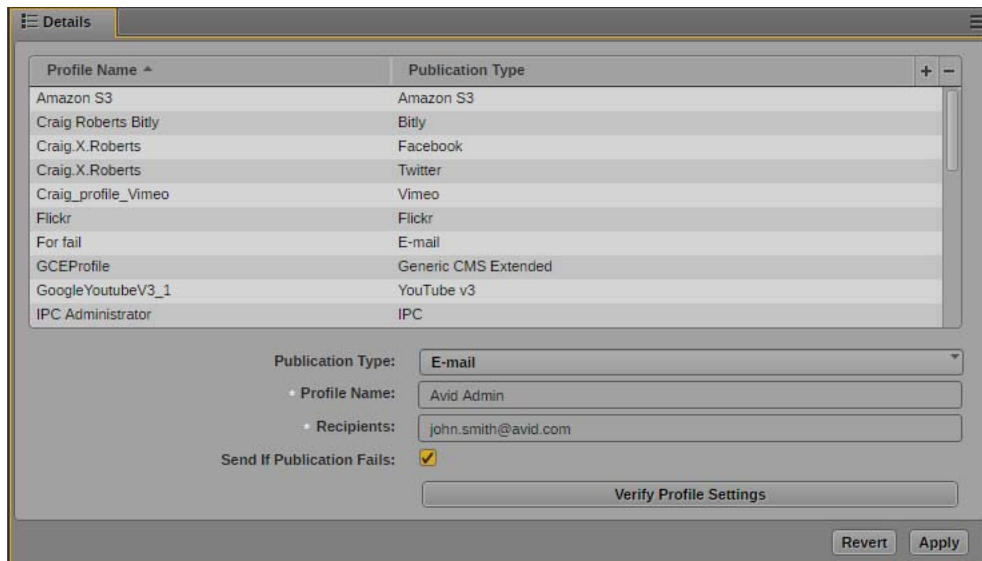 Details
Profile Name Publication Type + −
Amazon S3 Amazon S3
Craig Roberts Bitly Bitly
Craig.X.Roberts Facebook
Craig.X.Roberts Twitter
Craig_profile_Vimeo Vimeo
Flickr Flickr
For fail E-mail
GCEProfile Generic CMS Extended
GoogleYoutubeV3_1 YouTube v3
IPC Administrator IPC
Publication Type: E-mail
* Profile Name: Avid Admin
* Recipients: john.smith@avid.com
Send If Publication Fails:
Verify Profile Settings
Revert Apply